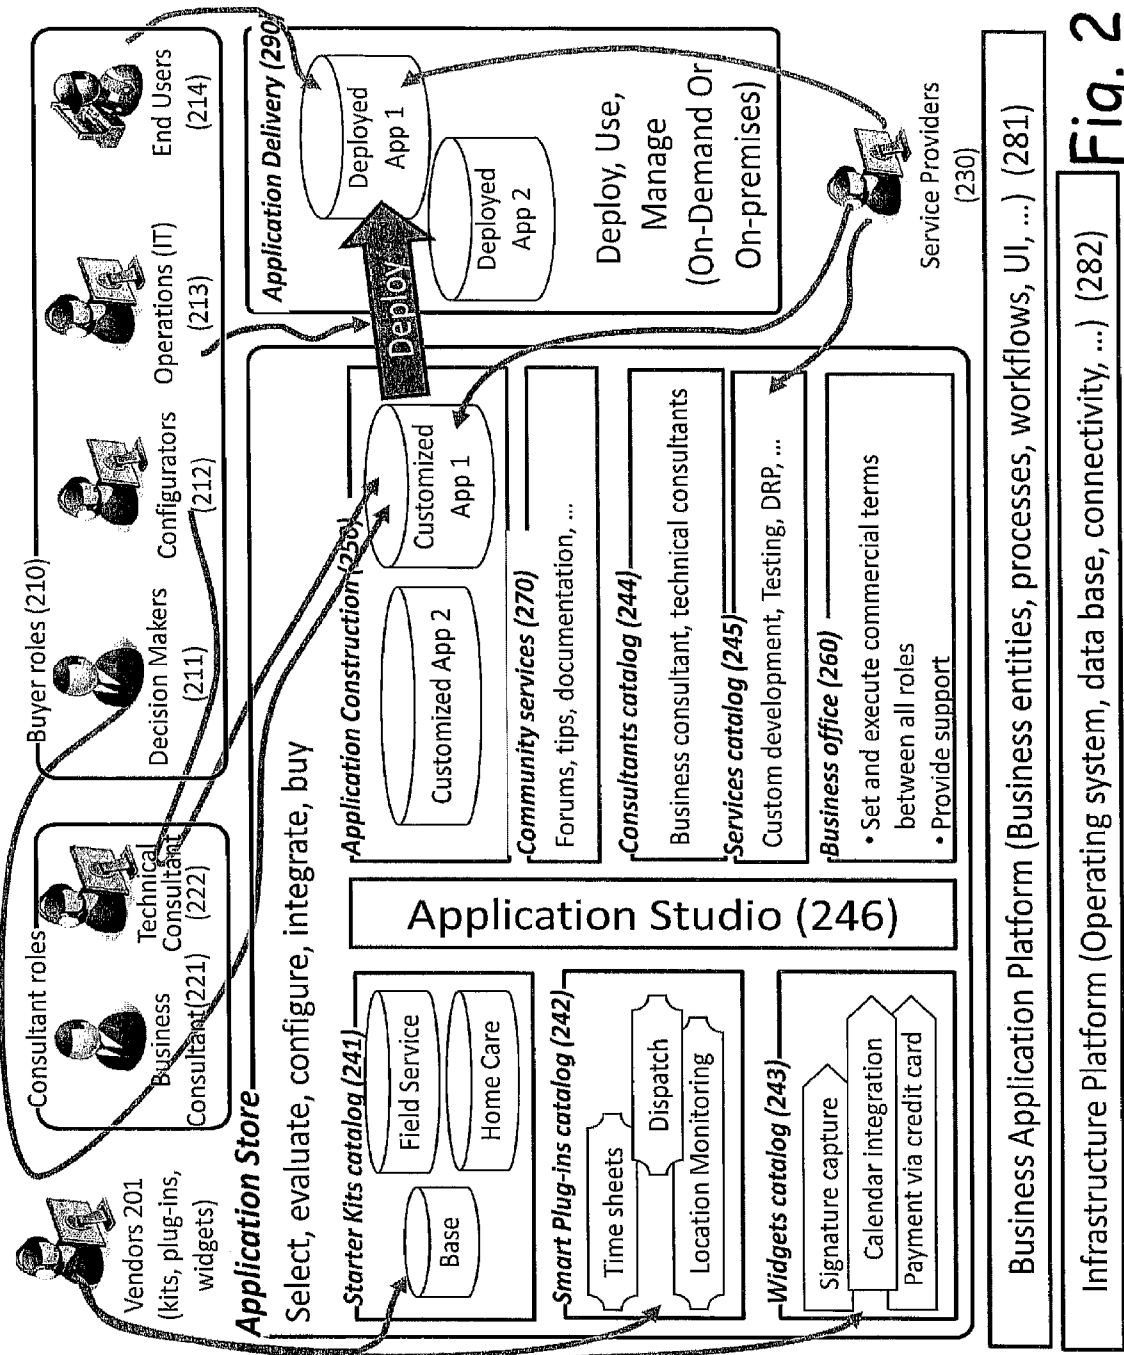 Vendors 201
(kits, plug-ins,
widgets)
Consultant roles
Business
Consultant(221)
Technical
Consultant
(222)
Buyer roles (210)
Decision Makers
(211)
Configurators
(212)
Operations (IT)
(213)
End Users
(214)
Application Store
Select, evaluate, configure, integrate, buy
Starter Kits catalog (241)
Base
Field Service
Home Care
Smart Plug-ins catalog (242)
Time sheets
Dispatch
Location Monitoring
Widgets catalog (243)
Signature capture
Calendar integration
Payment via credit card
Application Studio (246)
Application Construction (250)
Customized App 2
Customized
App 1
Community services (270)
Forums, tips, documentation, ...
Consultants catalog (244)
Business consultant, technical consultants
Services catalog (245)
Custom development, Testing, DRP, ...
Business office (260)
• Set and execute commercial terms
between all roles
• Provide support
Deploy
Application Delivery (290)
Deployed
App 1
Deployed
App 2
Deploy, Use,
Manage
(On-Demand Or
On-premises)
Service Providers
(230)
Business Application Platform (Business entities, processes, workflows, UI, ...) (281)
Infrastructure Platform (Operating system, data base, connectivity, ...) (282)
Fig. 2